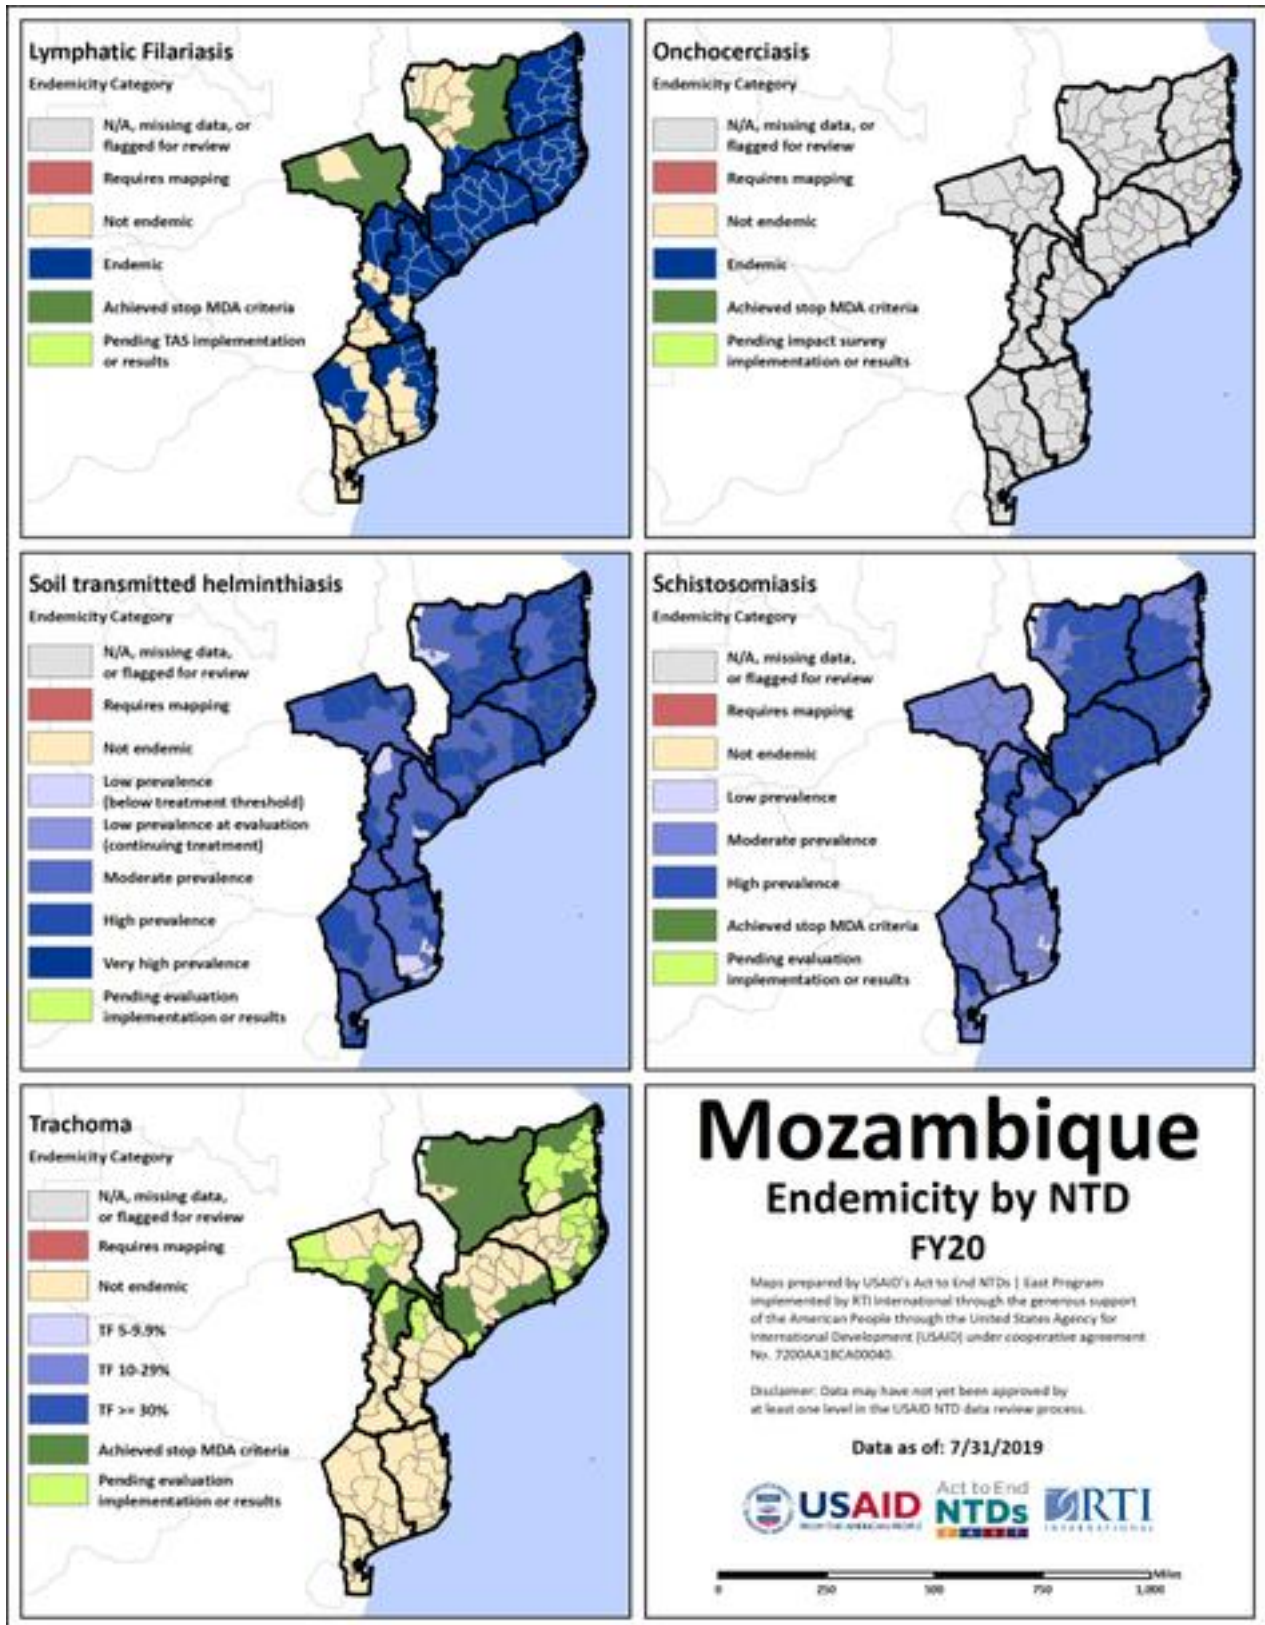 Lymphatic Filariasis
Endemicity Category
N/A, missing data, or
flagged for review
Requires mapping
Not endemic
Endemic
Achieved stop MDA criteria
Pending TAS implementation
or results
Onchocerciasis
Endemicity Category
N/A, missing data, or
flagged for review
Requires mapping
Not endemic
Endemic
Achieved stop MDA criteria
Pending impact survey
implementation or results
Soil transmitted helminthiasis
Endemicity Category
N/A, missing data,
or flagged for review
Requires mapping
Not endemic
Low prevalence
(below treatment threshold)
Low prevalence at evaluation
(continuing treatment)
Moderate prevalence
High prevalence
Very high prevalence
Pending evaluation
implementation or results
Schistosomiasis
Endemicity Category
N/A, missing data,
or flagged for review
Requires mapping
Not endemic
Low prevalence
Moderate prevalence
High prevalence
Achieved stop MDA criteria
Pending evaluation
implementation or results
Trachoma
Endemicity Category
N/A, missing data,
or flagged for review
Requires mapping
Not endemic
TF 5-9.9%
TF 10-29%
TF >= 30%
Achieved stop MDA criteria
Pending evaluation
implementation or results
Mozambique
Endemicity by NTD
FY20
Maps prepared by USAID's Act to End NTDs | East Program
implemented by RTI International through the generous support
of the American People through the United States Agency for
International Development (USAID) under cooperative agreement
No. 7200AA18CA00040.
Disclaimer: Data may have not yet been approved by
at least one level in the USAID NTD data review process.
Data as of: 7/31/2019
USAID
FROM THE AMERICAN PEOPLE
Act to End
NTDs
EAST
RTI
INTERNATIONAL
Miles
0 250 500 750 1,000